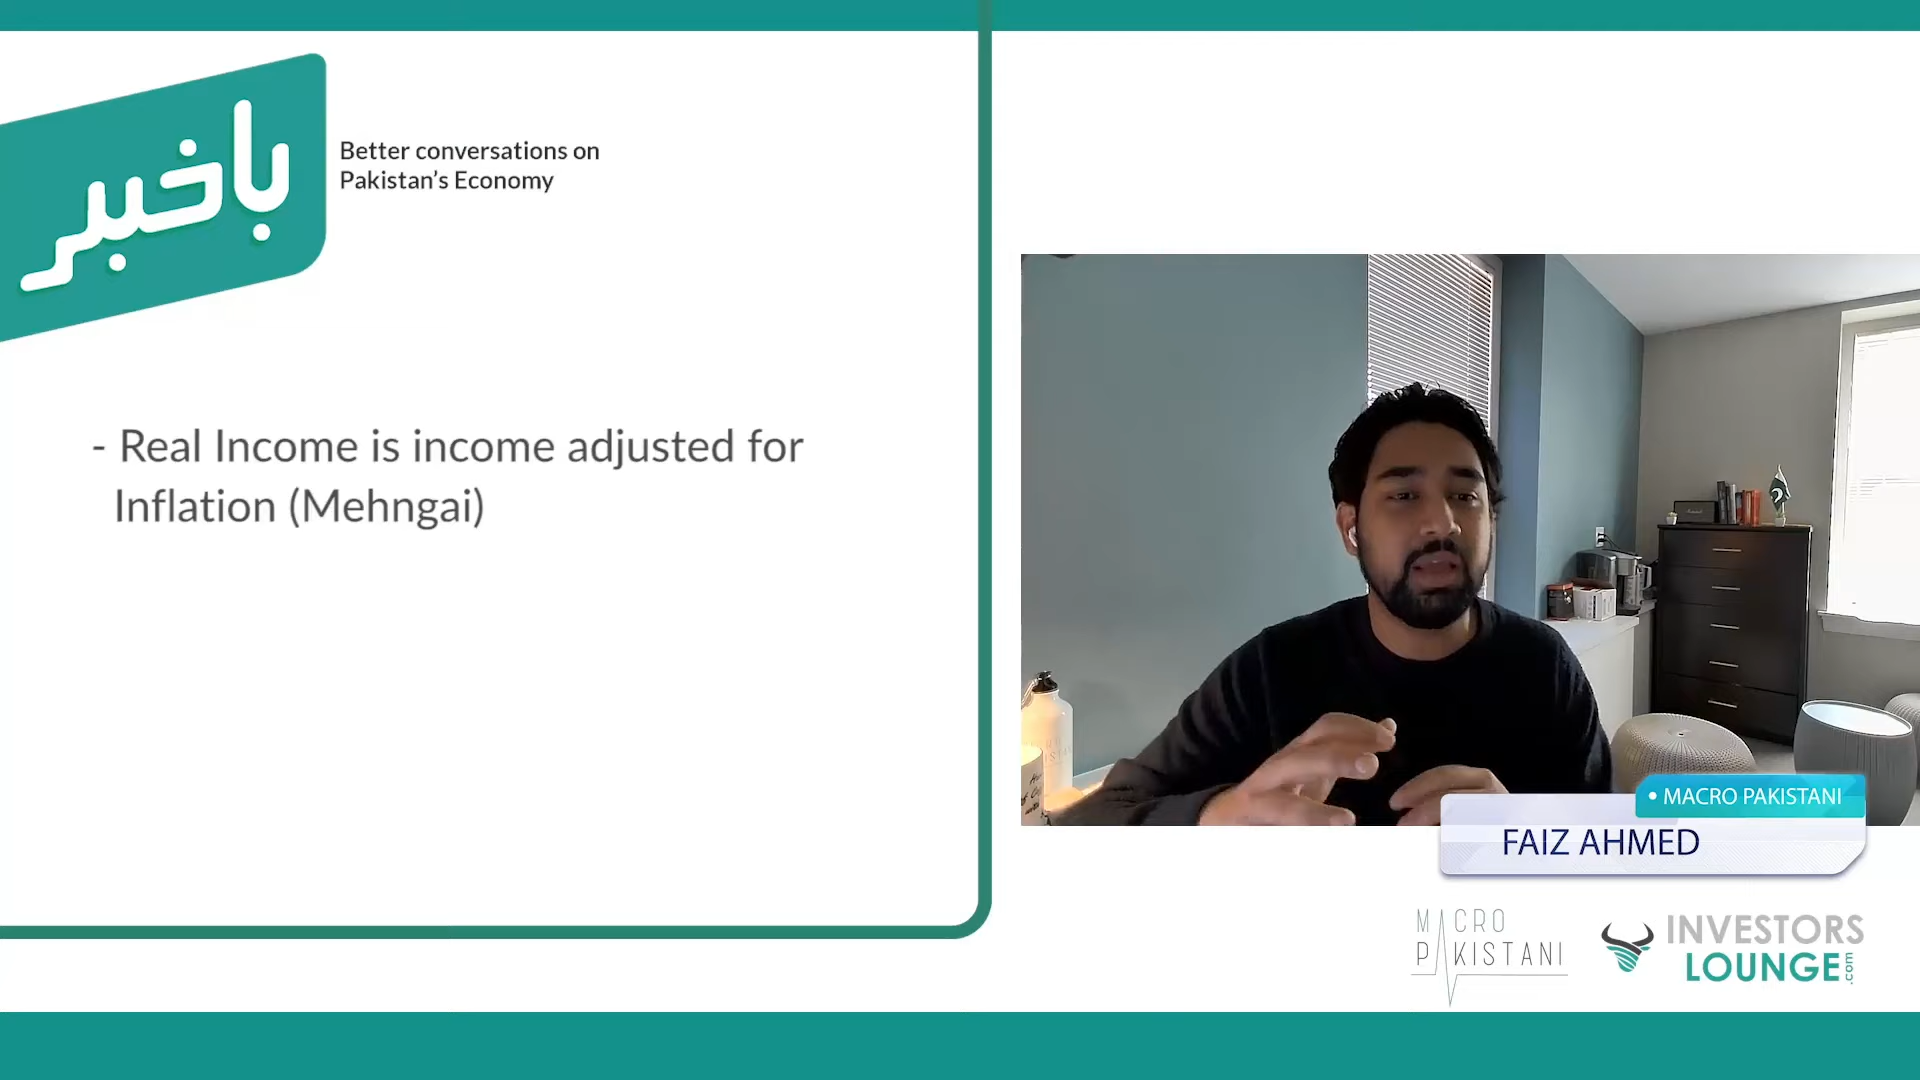 باخبر
Better conversations on
Pakistan's Economy
- Real Income is income adjusted for
Inflation (Mehngai)
• MACRO PAKISTANI
FAIZ AHMED
MACRO
PAKISTANI
INVESTORS
LOUNGE.com